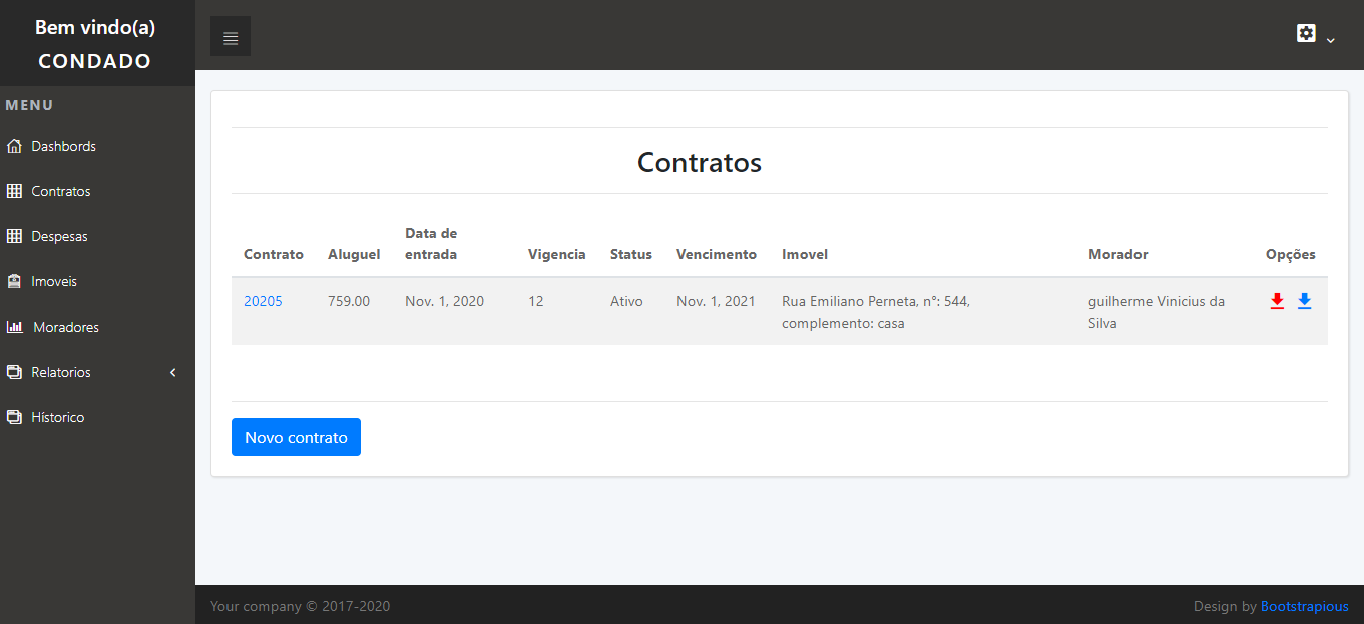 Bem vindo(a)
CONDADO
MENU
Dashbords
Contratos
Despesas
Imoveis
Moradores
Relatorios
Hístorico
Contratos
Contrato Aluguel Data de entrada Vigencia Status Vencimento Imovel Morador Opções
20205 759.00 Nov. 1, 2020 12 Ativo Nov. 1, 2021 Rua Emiliano Perneta, n°: 544, guilherme Vinicius da
complemento: casa Silva
Novo contrato
Your company © 2017-2020
Design by Bootstrapious